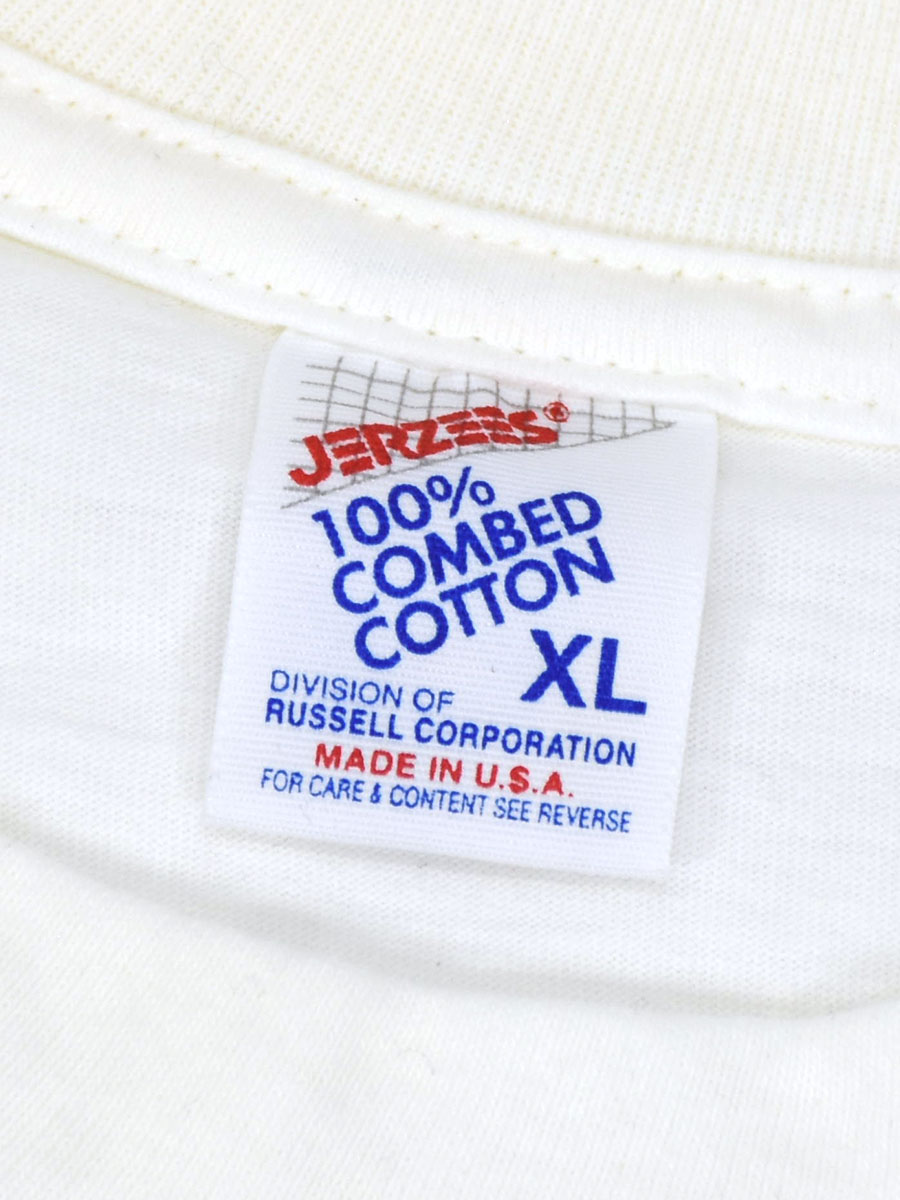 JERZEES®
100%
COMBED
COTTON
XL
DIVISION OF
RUSSELL CORPORATION
MADE IN U.S.A.
FOR CARE & CONTENT SEE REVERSE